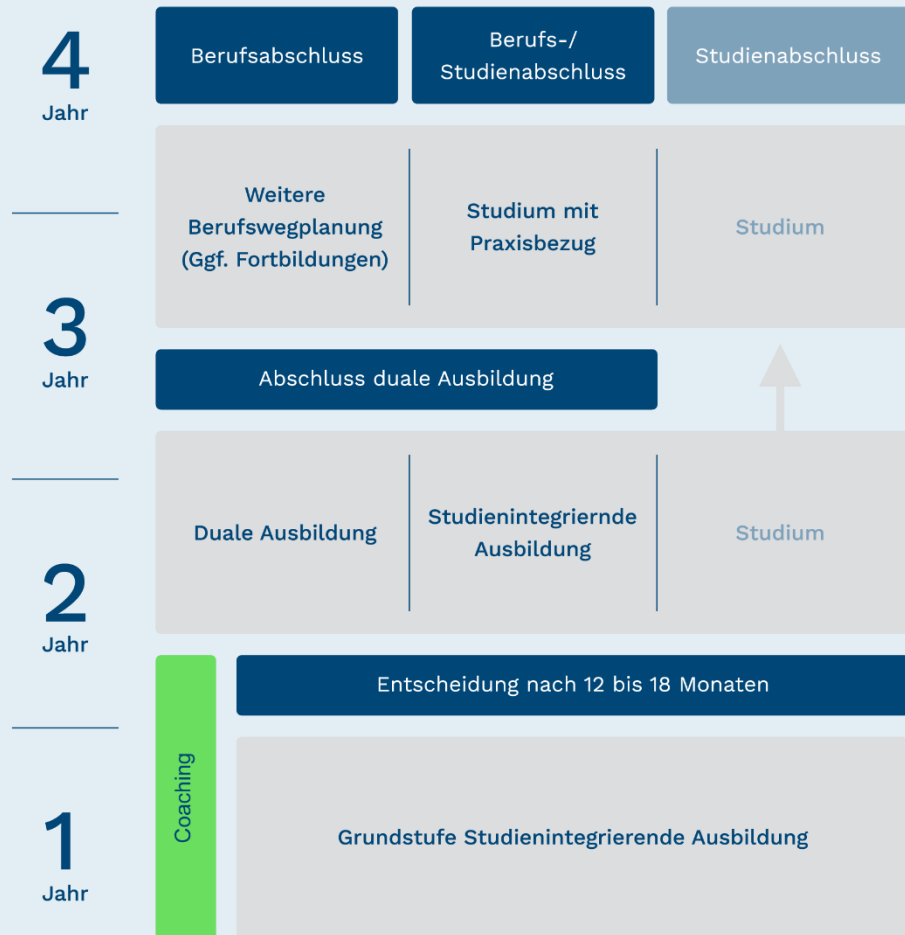 4
Jahr
Berufsabschluss
Berufs-/
Studienabschluss
Studienabschluss
Weitere
Berufswegplanung
(Ggf. Fortbildungen)
Studium mit
Praxisbezug
Studium
3
Jahr
Abschluss duale Ausbildung
Duale Ausbildung
Studienintegriernde
Ausbildung
Studium
2
Jahr
Entscheidung nach 12 bis 18 Monaten
Coaching
1
Jahr
Grundstufe Studienintegrierende Ausbildung